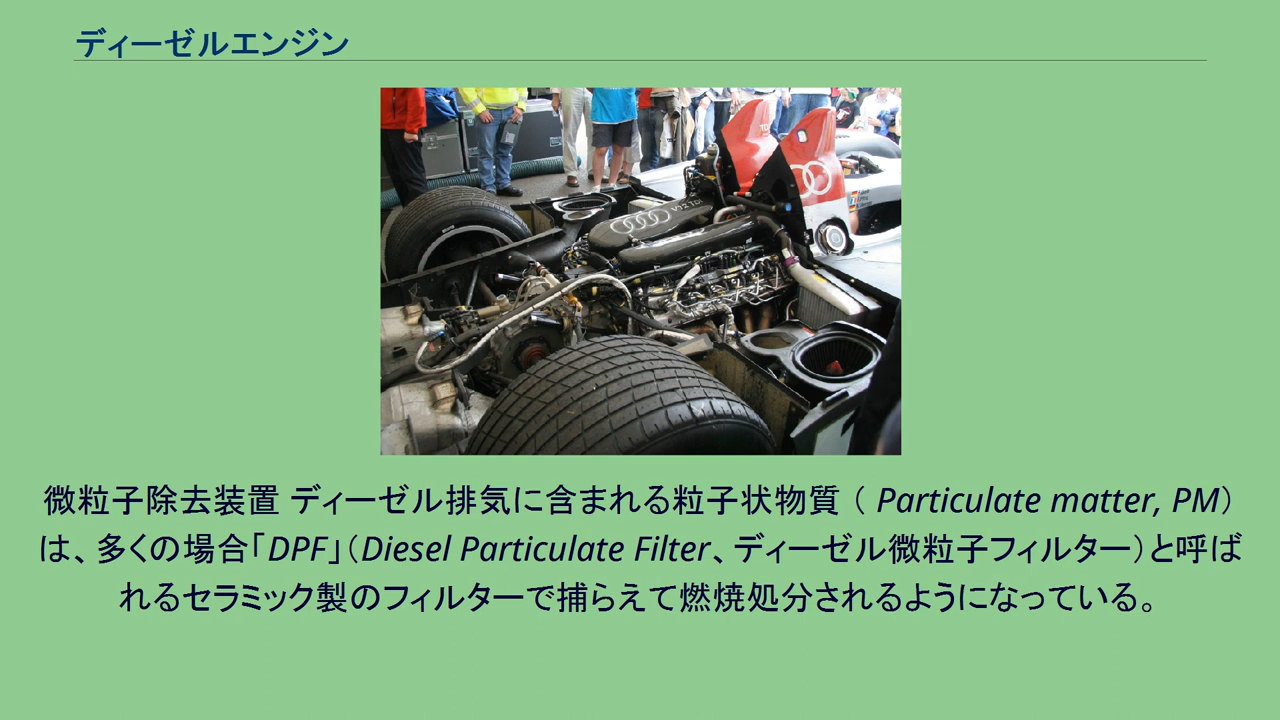 ディーゼルエンジン
V12 TDI
微粒子除去装置 ディーゼル排気に含まれる粒子状物質（ Particulate matter, PM）
は、多くの場合「DPF」（Diesel Particulate Filter、ディーゼル微粒子フィルター）と呼ば
れるセラミック製のフィルターで捕らえて燃焼処分されるようになっている。